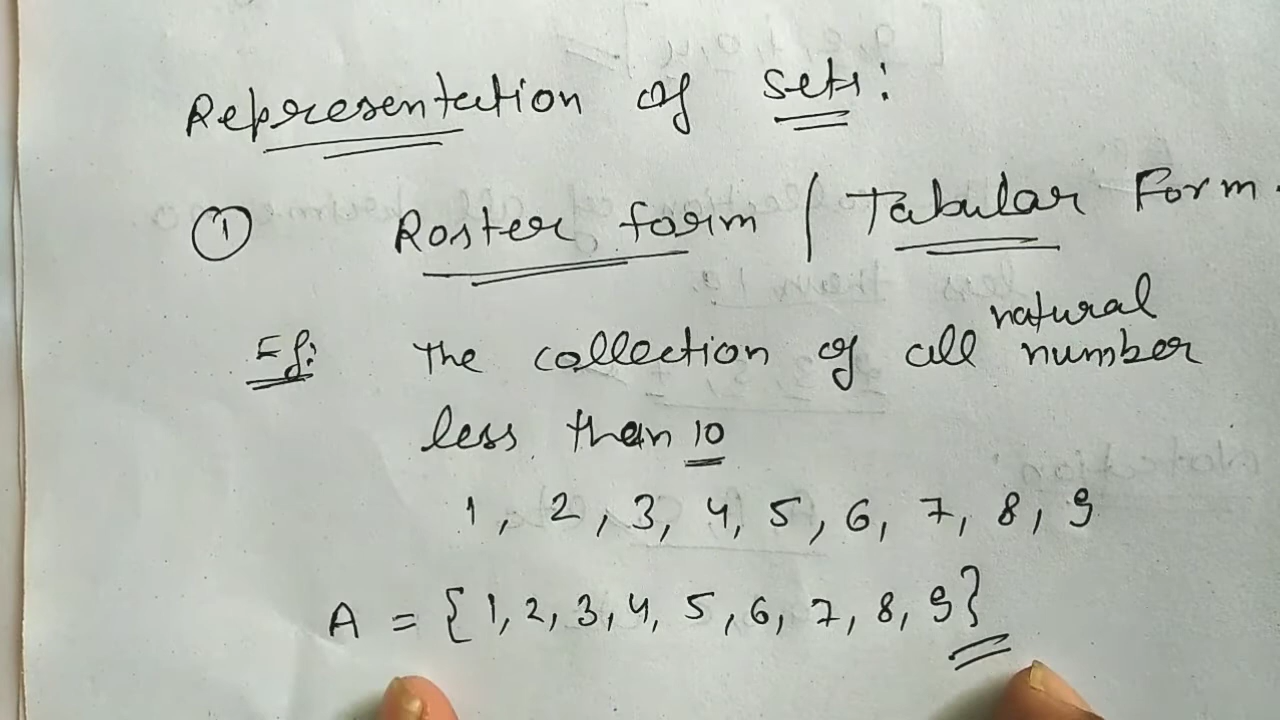 Representation of sets:
① Roster form / Tabular Form.
Eg: The collection of all natural number
less than 10
1, 2, 3, 4, 5, 6, 7, 8, 9
A = {1, 2, 3, 4, 5, 6, 7, 8, 9}